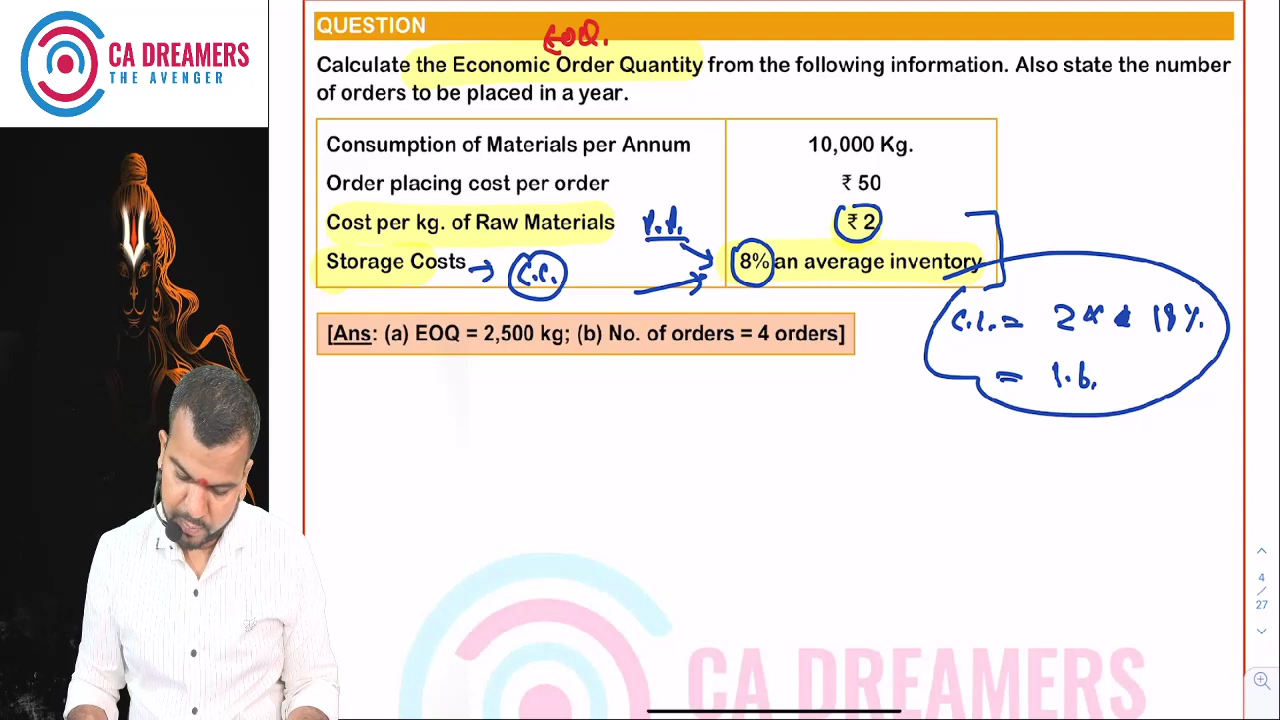 CA DREAMERS
THE AVENGER
QUESTION
EOQ.
Calculate the Economic Order Quantity from the following information. Also state the number
of orders to be placed in a year.
Consumption of Materials per Annum 10,000 Kg.
Order placing cost per order ₹ 50
Cost per kg. of Raw Materials ₹ 2
Storage Costs → C.C. 8% an average inventory
[Ans: (a) EOQ = 2,500 kg; (b) No. of orders = 4 orders]
C.C. = 2 × 18%.
= 1.6.
4
/
27
CA DREAMERS